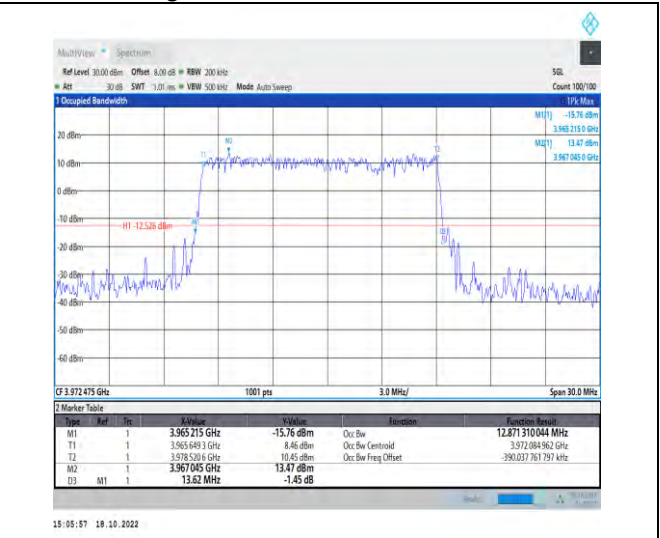 MultiView Spectrum
Ref Level 30.00 dBm Offset 8.09 dB RBW 200 kHz SGL
Att 30 dB SWT 1.01 ms VBW 500 kHz Mode Auto Sweep Count 100/100
1 Occupied Bandwidth 1Pk Max
M1[1] -15.76 dBm
3.965 215 0 GHz
M2[1] 13.47 dBm
3.967 045 0 GHz
20 dBm
M2
T1
T2
10 dBm
0 dBm
-10 dBm
H1 -12.526 dBm
M1
D3
-20 dBm
-30 dBm
-40 dBm
-50 dBm
-60 dBm
CF 3.972 475 GHz 1001 pts 3.0 MHz/ Span 30.0 MHz
2 Marker Table
Type Ref Trc X-Value Y-Value Function Function Result
M1 1 3.965 215 GHz -15.76 dBm Occ Bw 12.871 310 044 MHz
T1 1 3.965 649 3 GHz 8.46 dBm Occ Bw Centroid 3.972 084 962 GHz
T2 1 3.978 520 6 GHz 10.45 dBm Occ Bw Freq Offset -390.037 761 797 kHz
M2 1 3.967 045 GHz 13.47 dBm
D3 M1 1 13.62 MHz -1.45 dB
15:05:57 18.10.2022